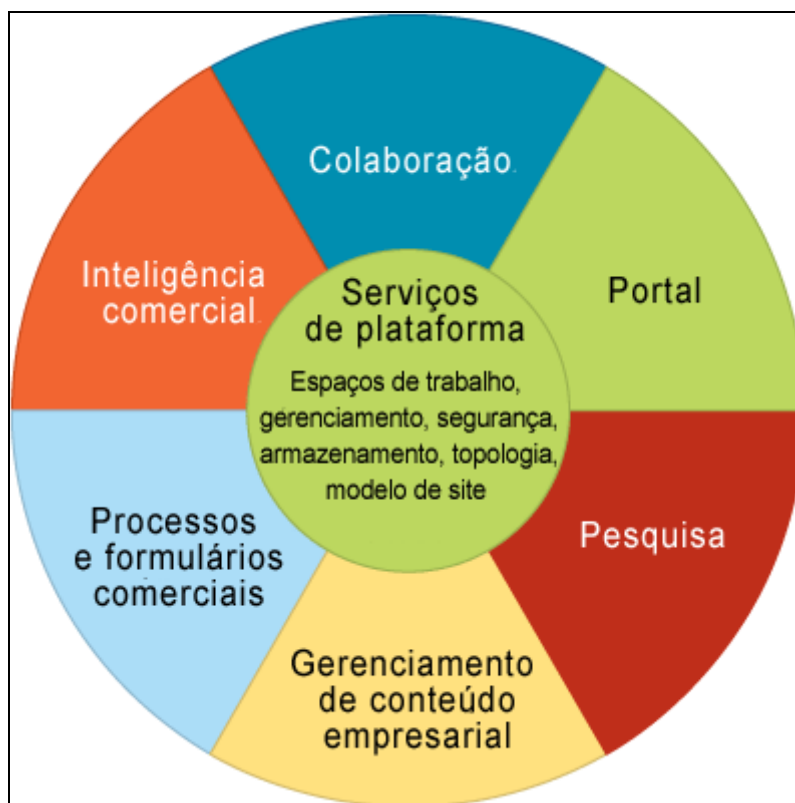 Colaboração
Inteligência
comercial
Portal
Serviços
de plataforma
Espaços de trabalho,
gerenciamento, segurança,
armazenamento, topologia,
modelo de site
Processos
e formulários
comerciais
Pesquisa
Gerenciamento
de conteúdo
empresarial